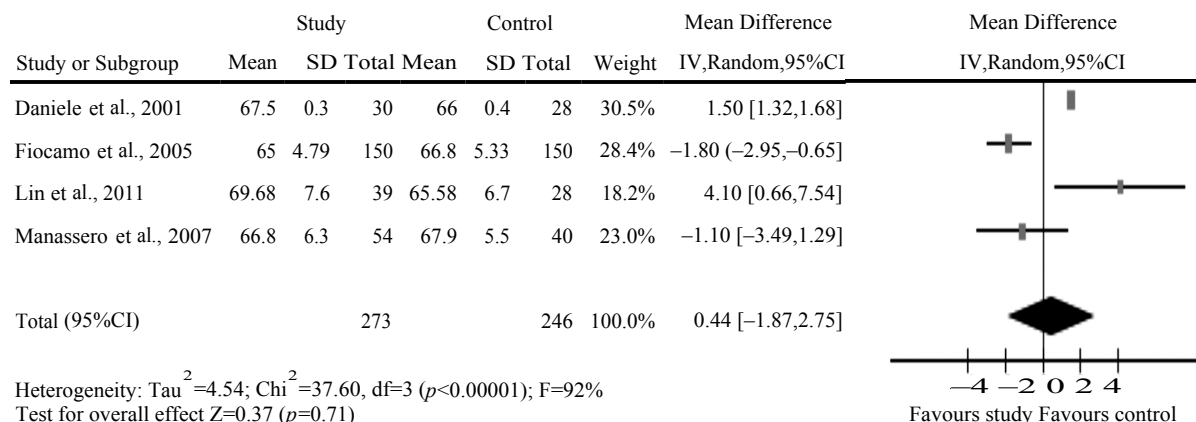 Study Control Mean Difference Mean Difference
Study or Subgroup Mean SD Total Mean SD Total Weight IV,Random,95%CI IV,Random,95%CI
Daniele et al., 2001 67.5 0.3 30 66 0.4 28 30.5% 1.50 [1.32,1.68]
Fiocamo et al., 2005 65 4.79 150 66.8 5.33 150 28.4% −1.80 (−2.95,−0.65]
Lin et al., 2011 69.68 7.6 39 65.58 6.7 28 18.2% 4.10 [0.66,7.54]
Manassero et al., 2007 66.8 6.3 54 67.9 5.5 40 23.0% −1.10 [−3.49,1.29]
Total (95%CI) 273 246 100.0% 0.44 [−1.87,2.75]
−4 −2 0 2 4
Heterogeneity: Tau²=4.54; Chi²=37.60, df=3 (p<0.00001); F=92%
Test for overall effect Z=0.37 (p=0.71) Favours study Favours control